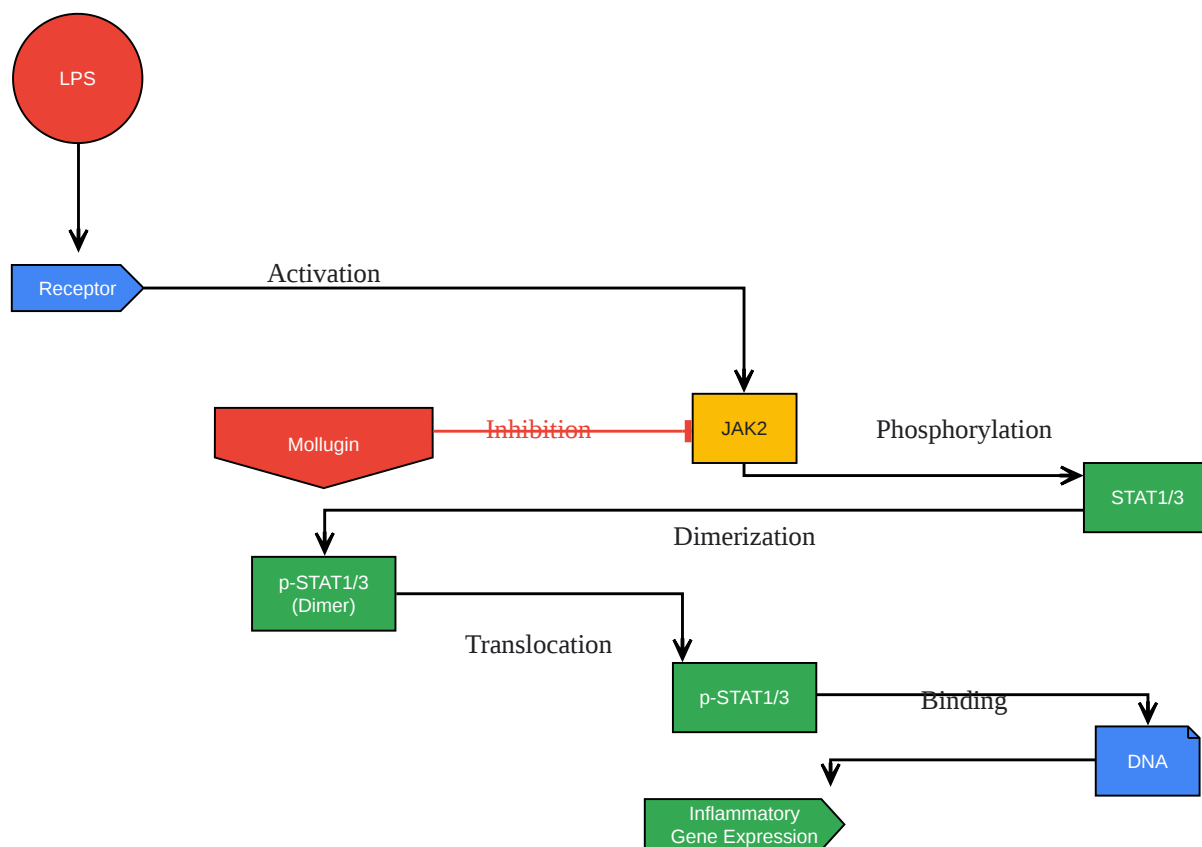 LPS
Receptor
Activation
Mollugin
Inhibition
JAK2
Phosphorylation
STAT1/3
Dimerization
p-STAT1/3
(Dimer)
Translocation
p-STAT1/3
Binding
DNA
Inflammatory
Gene Expression